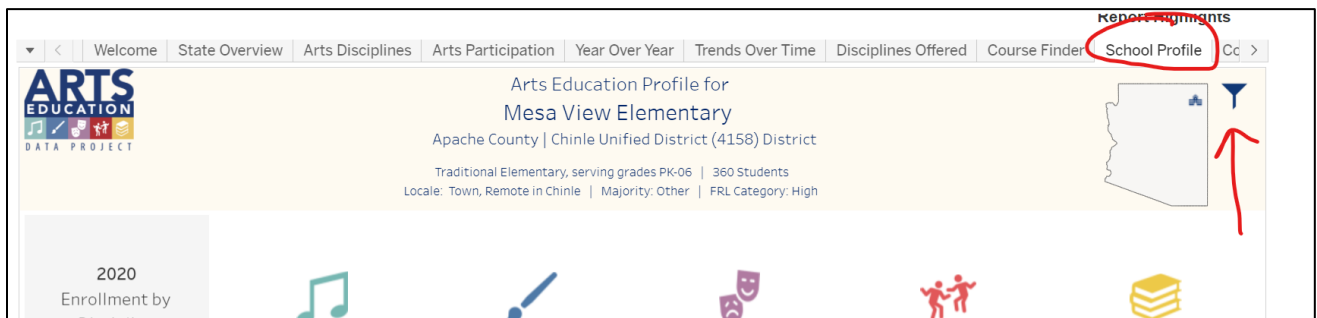 Report Highlights
Welcome State Overview Arts Disciplines Arts Participation Year Over Year Trends Over Time Disciplines Offered Course Finder School Profile
ARTS
EDUCATION
DATA PROJECT
Arts Education Profile for
Mesa View Elementary
Apache County | Chinle Unified District (4158) District
Traditional Elementary, serving grades PK-06 | 360 Students
Locale: Town, Remote in Chinle | Majority: Other | FRL Category: High
2020
Enrollment by